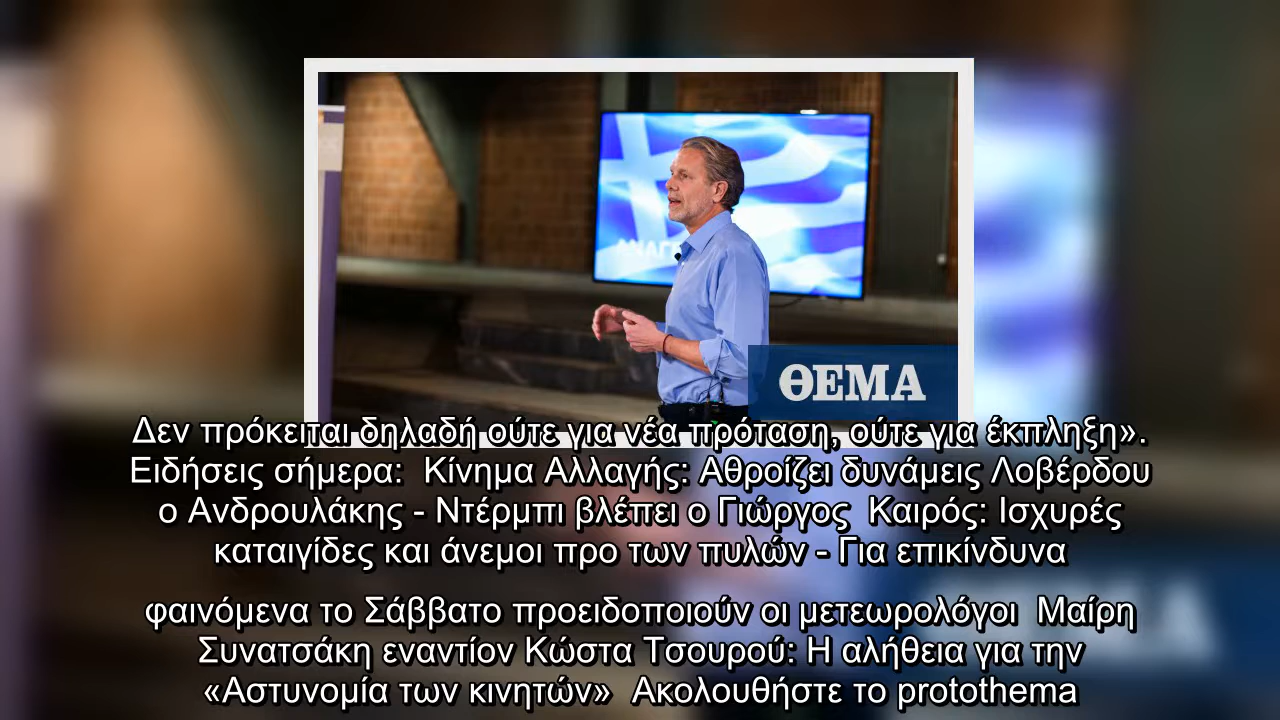 ΑΝΑΓ
ΘΕΜΑ
Δεν πρόκειται δηλαδή ούτε για νέα πρόταση, ούτε για έκπληξη».
Ειδήσεις σήμερα: Κίνημα Αλλαγής: Αθροίζει δυνάμεις Λοβέρδου
ο Ανδρουλάκης - Ντέρμπι βλέπει ο Γιώργος Καιρός: Ισχυρές
καταιγίδες και άνεμοι προ των πυλών - Για επικίνδυνα
φαινόμενα το Σάββατο προειδοποιούν οι μετεωρολόγοι Μαίρη
Συνατσάκη εναντίον Κώστα Τσουρού: Η αλήθεια για την
«Αστυνομία των κινητών» Ακολουθήστε το protothema